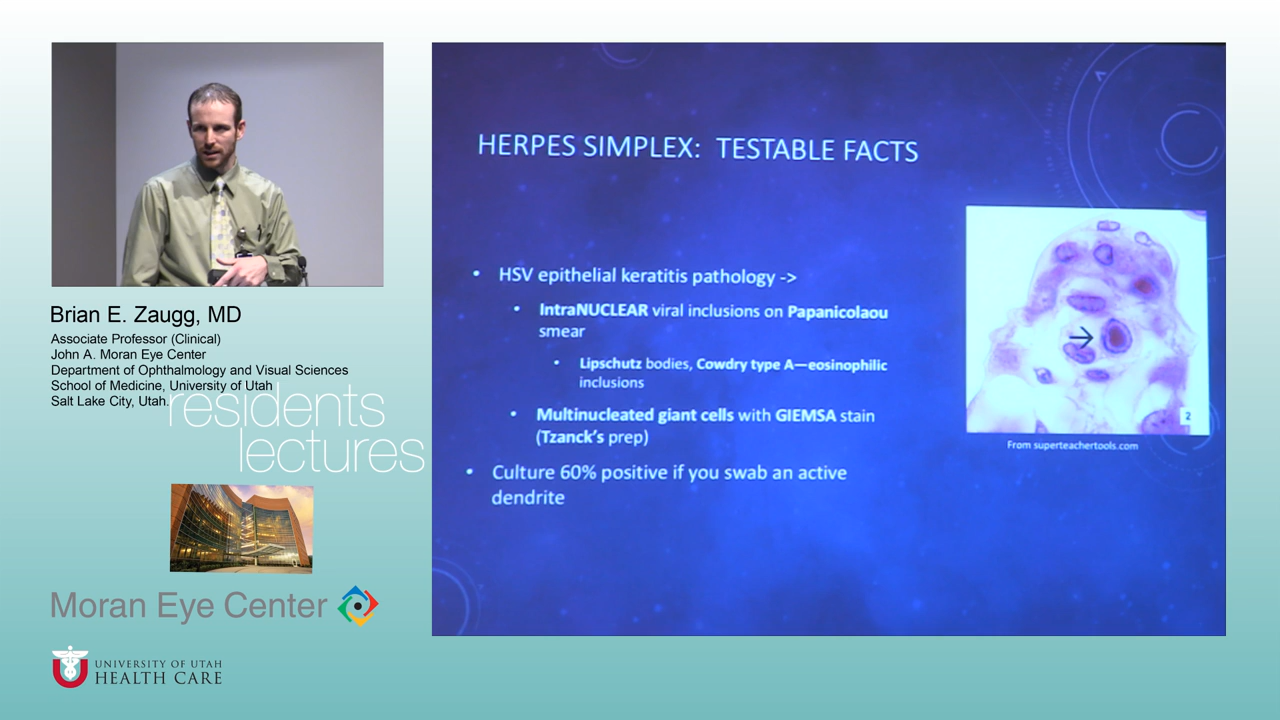 Brian E. Zaugg, MD
Associate Professor (Clinical)
John A. Moran Eye Center
Department of Ophthalmology and Visual Sciences
School of Medicine, University of Utah
Salt Lake City, Utah.
residents
lectures
Moran Eye Center
UNIVERSITY OF UTAH
HEALTH CARE
HERPES SIMPLEX: TESTABLE FACTS
• HSV epithelial keratitis pathology ->
• IntraNUCLEAR viral inclusions on Papanicolaou
smear
• Lipschutz bodies, Cowdry type A—eosinophilic
inclusions
• Multinucleated giant cells with GIEMSA stain
(Tzanck's prep)
• Culture 60% positive if you swab an active
dendrite
2
From superteachertools.com